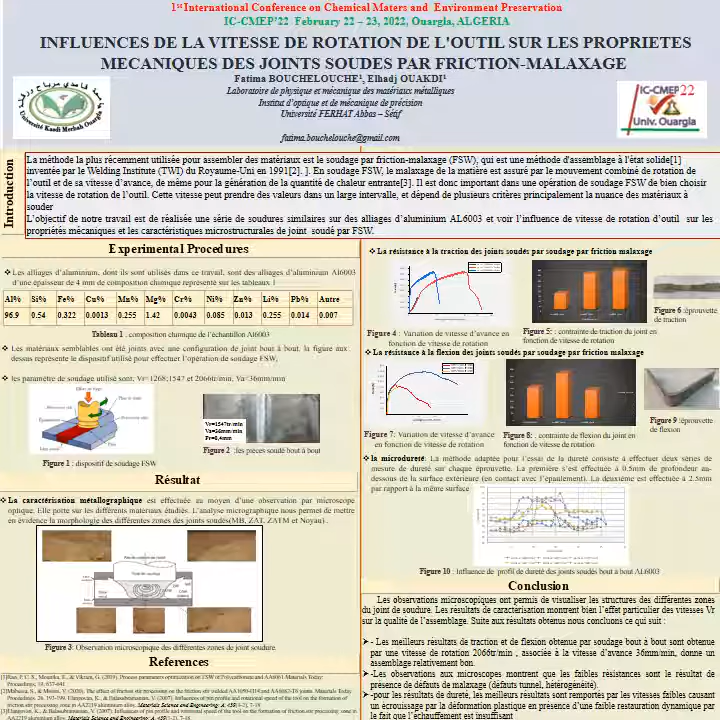 1st International Conference on Chemical Maters and Environment Preservation
IC-CMEP'22 February 22 – 23, 2022, Ouargla, ALGERIA
INFLUENCES DE LA VITESSE DE ROTATION DE L'OUTIL SUR LES PROPRIETES
MECANIQUES DES JOINTS SOUDES PAR FRICTION-MALAXAGE
Fatima BOUCHELOUCHE¹, Elhadj OUAKDI¹
Laboratoire de physique et mécanique des matériaux métalliques
Institut d'optique et de mécanique de précision
Université FERHAT Abbas – Sétif
fatima.bouchelouche@gmail.com
Université Kasdi Merbah Ouargla
IC-CMEP'22
Univ. Ouargla
Introduction
La méthode la plus récemment utilisée pour assembler des matériaux est le soudage par friction-malaxage (FSW), qui est une méthode d'assemblage à l'état solide[1]
inventée par le Welding Institute (TWI) du Royaume-Uni en 1991[2]. ]. En soudage FSW, le malaxage de la matière est assuré par le mouvement combiné de rotation de
l'outil et de sa vitesse d'avance, de même pour la génération de la quantité de chaleur entrante[3]. Il est donc important dans une opération de soudage FSW de bien choisir
la vitesse de rotation de l'outil. Cette vitesse peut prendre des valeurs dans un large intervalle, et dépend de plusieurs critères principalement la nuance des matériaux à
souder
L'objectif de notre travail est de réalisée une série de soudures similaires sur des alliages d'aluminium AL6003 et voir l'influence de vitesse de rotation d'outil sur les
propriétés mécaniques et les caractéristiques microstructurales de joint soudé par FSW.
Experimental Procedures
❖ Les alliages d'aluminium, dont ils sont utilisés dans ce travail, sont des alliages d'aluminium Al6003
d'une épaisseur de 4 mm de composition chimique représenté sur les tableaux 1
Al% Si% Fe% Cu% Mn% Mg% Cr% Ni% Zn% Li% Pb% Autre
96.9 0.54 0.322 0.0013 0.255 1.42 0.0043 0.085 0.013 0.255 0.014 0.007
Tableau 1 : composition chimique de l'échantillon Al6003
❖ Les matériaux semblables ont été joints avec une configuration de joint bout à bout, la figure aux
dessous représente le dispositif utilisé pour effectuer l'opération de soudage FSW,
❖ les paramètre de soudage utilisé sont: Vr=1268;1547 et 2066tr/min, Va=36mm/min
Vr=1547tr/min
Va=36mm/min
Pr=0,4mm
Figure 2 :les pièces soudé bout à bout
Figure 1 : dispositif de soudage FSW
Résultat
❖ La caractérisation métallographique est effectuée au moyen d'une observation par microscope
optique. Elle porte sur les différents matériaux étudiés. L'analyse micrographique nous permet de mettre
en évidence la morphologie des différentes zones des joints soudés(MB, ZAT, ZATM et Noyau) .
Figure 3: Observation microscopique des différentes zones de joint soudure
References
❖ La résistance à la traction des joints soudés par soudage par friction malaxage
Figure 4 : Variation de vitesse d'avance en
fonction de vitesse de rotation
Figure 5: : contrainte de traction du joint en
fonction de vitesse de rotation
Figure 6 :éprouvette
de traction
❖ La résistance à la flexion des joints soudés par soudage par friction malaxage
Figure 7: Variation de vitesse d'avance
en fonction de vitesse de rotation
Figure 8: : contrainte de flexion du joint en
fonction de vitesse de rotation
Figure 9 :éprouvette
de flexion
❖ la microdureté: La méthode adaptée pour l'essai de la dureté consiste à effectuer deux séries de
mesure de dureté sur chaque éprouvette. La première s'est effectuée à 0.5mm de profondeur au-
dessous de la surface extérieure (en contact avec l'épaulement). La deuxième est effectuée à 2.5mm
par rapport à la même surface
Figure 10 : Influence de profil de dureté des joints soudés bout à bout AL6003
Conclusion
Les observations microscopiques ont permis de visualiser les structures des différentes zones
du joint de soudure. Les résultats de caractérisation montrent bien l'effet particulier des vitesses Vr
sur la qualité de l'assemblage. Suite aux résultats obtenus nous concluons ce qui suit :
➢ - Les meilleurs résultats de traction et de flexion obtenue par soudage bout à bout sont obtenue
par une vitesse de rotation 2066tr/min , associée à la vitesse d'avance 36mm/min, donne un
assemblage relativement bon.
➢ -Les observations aux microscopes montrent que les faibles résistances sont le résultat de
présence de défauts de malaxage (défauts tunnel, hétérogénéité).
➢ -pour les résultats de dureté, les meilleurs résultats sont remportés par les vitesses faibles causant
un écrouissage par la déformation plastique en présence d'une faible restauration dynamique par
le fait que l'échauffement est insuffisant